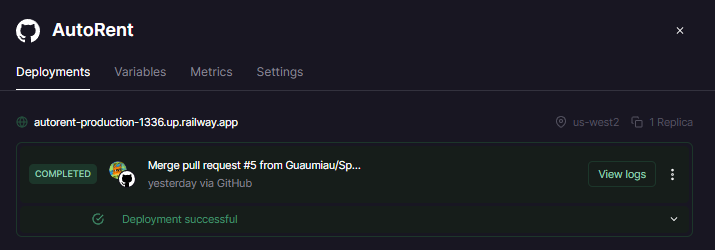 AutoRent
Deployments Variables Metrics Settings
autorent-production-1336.up.railway.app us-west2 1 Replica
COMPLETED Merge pull request #5 from Guaumiau/Sp... View logs
yesterday via GitHub
Deployment successful